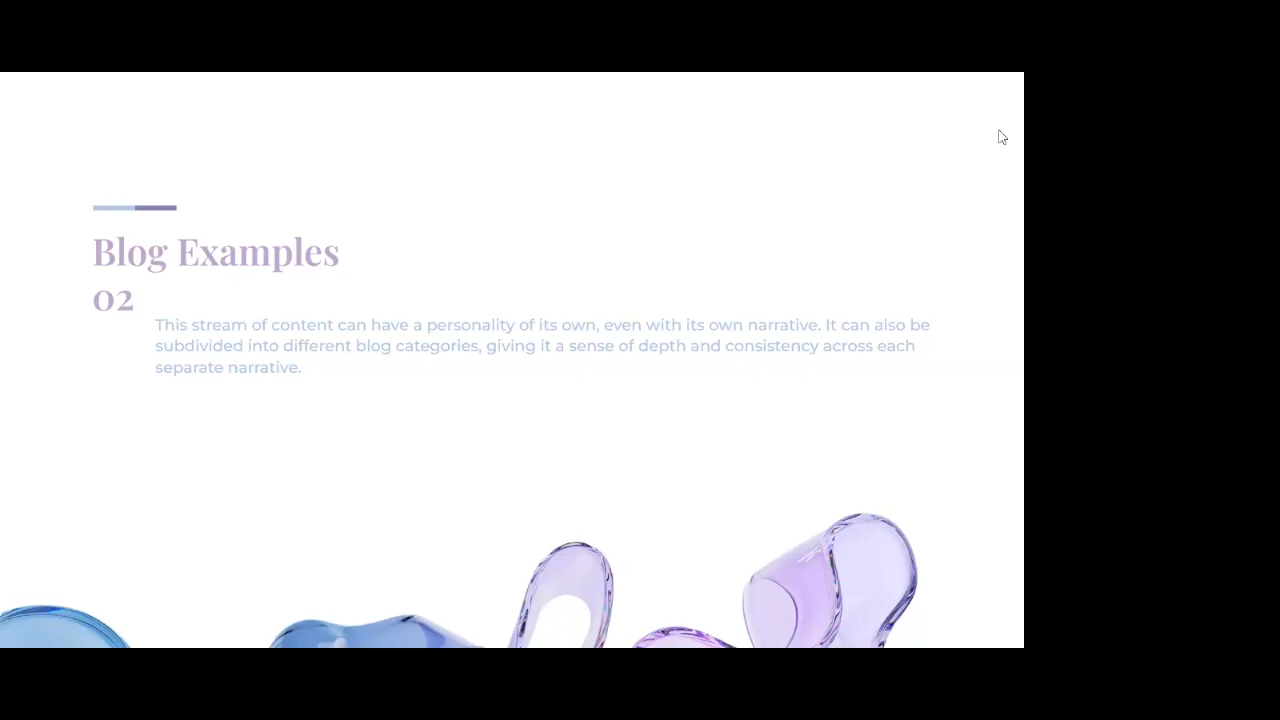 Blog Examples
02
This stream of content can have a personality of its own, even with its own narrative. It can also be
subdivided into different blog categories, giving it a sense of depth and consistency across each
separate narrative.